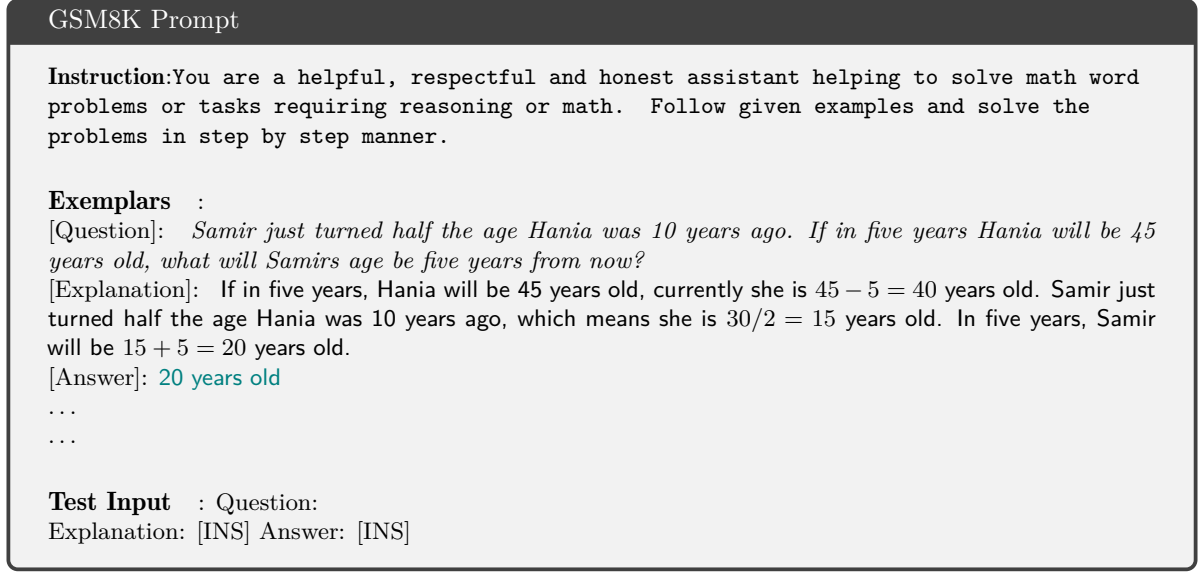 GSM8K Prompt
Instruction:You are a helpful, respectful and honest assistant helping to solve math word
problems or tasks requiring reasoning or math. Follow given examples and solve the
problems in step by step manner.
Exemplars :
[Question]: Samir just turned half the age Hania was 10 years ago. If in five years Hania will be 45
years old, what will Samirs age be five years from now?
[Explanation]: If in five years, Hania will be 45 years old, currently she is 45 − 5 = 40 years old. Samir just
turned half the age Hania was 10 years ago, which means she is 30/2 = 15 years old. In five years, Samir
will be 15 + 5 = 20 years old.
[Answer]: 20 years old
...
...
Test Input : Question:
Explanation: [INS] Answer: [INS]